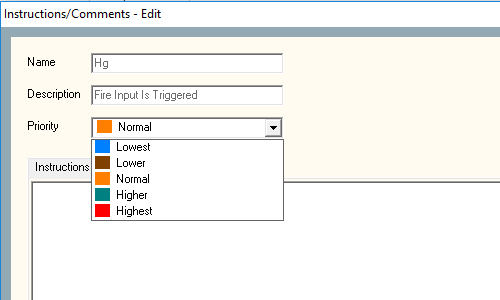 Instructions/Comments - Edit
Name
Hg
Description
Fire Input Is Triggered
Priority
Normal
Lowest
Lower
Normal
Higher
Highest
Instructions